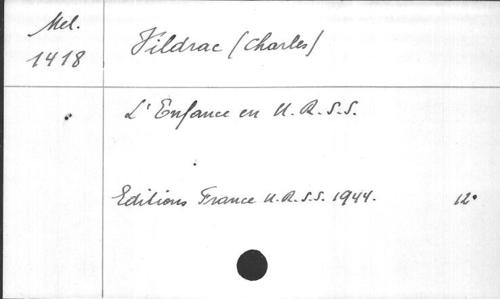 Mel.
1418
Vildrac (Charles)
L'Enfance en U.R.S.S.
Editions France U.R.S.S. 1944. 12°